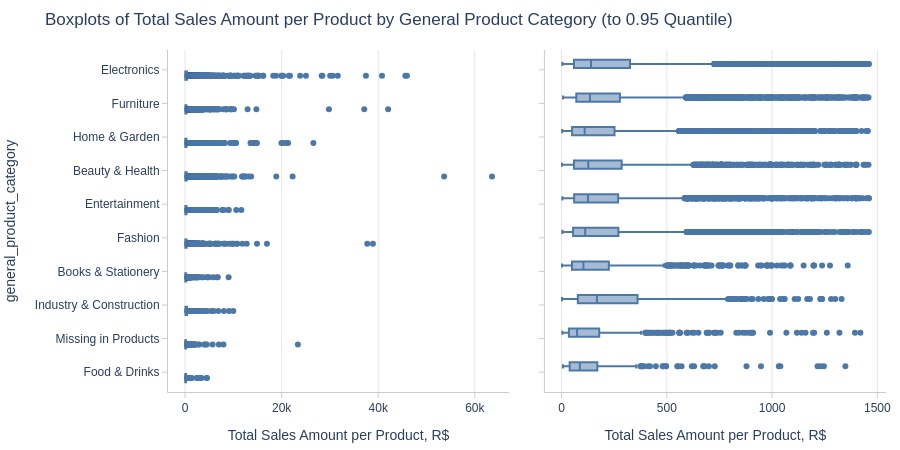 Boxplots of Total Sales Amount per Product by General Product Category (to 0.95 Quantile)
general_product_category
Electronics
Furniture
Home & Garden
Beauty & Health
Entertainment
Fashion
Books & Stationery
Industry & Construction
Missing in Products
Food & Drinks
0 20k 40k 60k
Total Sales Amount per Product, R$
0 500 1000 1500
Total Sales Amount per Product, R$